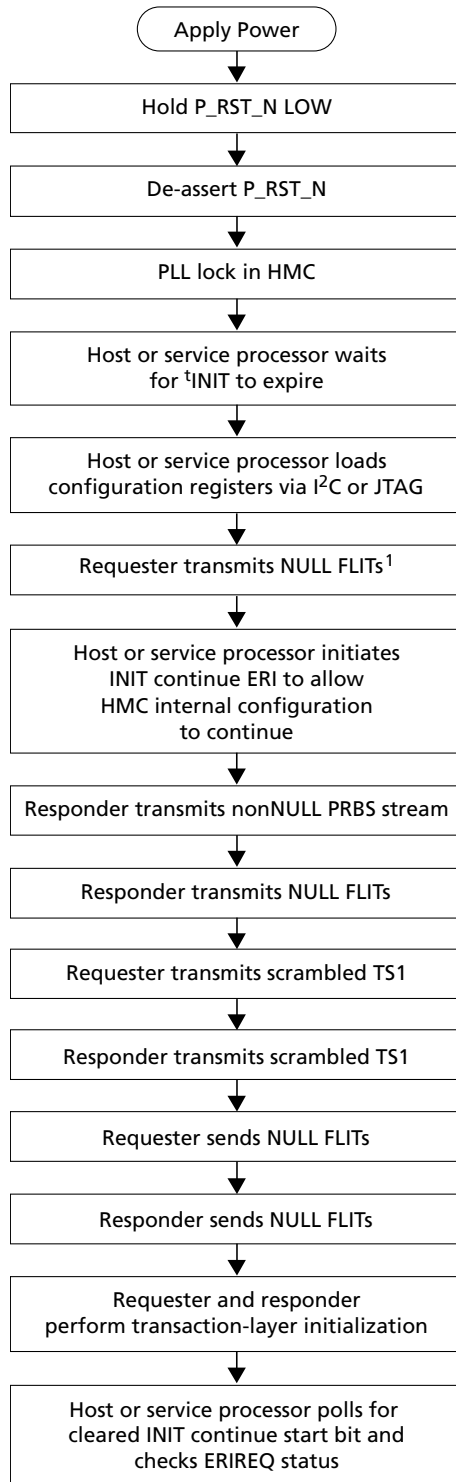 Apply Power
Hold P_RST_N LOW
De-assert P_RST_N
PLL lock in HMC
Host or service processor waits
for ᵗINIT to expire
Host or service processor loads
configuration registers via I²C or JTAG
Requester transmits NULL FLITs¹
Host or service processor initiates
INIT continue ERI to allow
HMC internal configuration
to continue
Responder transmits nonNULL PRBS stream
Responder transmits NULL FLITs
Requester transmits scrambled TS1
Responder transmits scrambled TS1
Requester sends NULL FLITs
Responder sends NULL FLITs
Requester and responder
perform transaction-layer initialization
Host or service processor polls for
cleared INIT continue start bit and
checks ERIREQ status